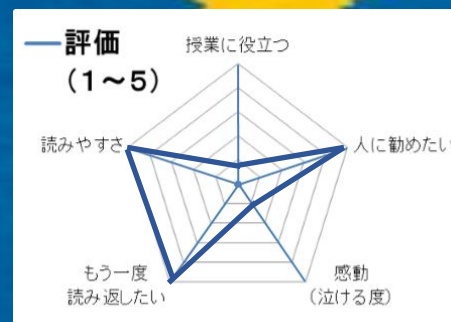 評価
(1~5)
授業に役立つ
人に勧めたい
感動
(泣ける度)
もう一度
読み返したい
読みやすさ